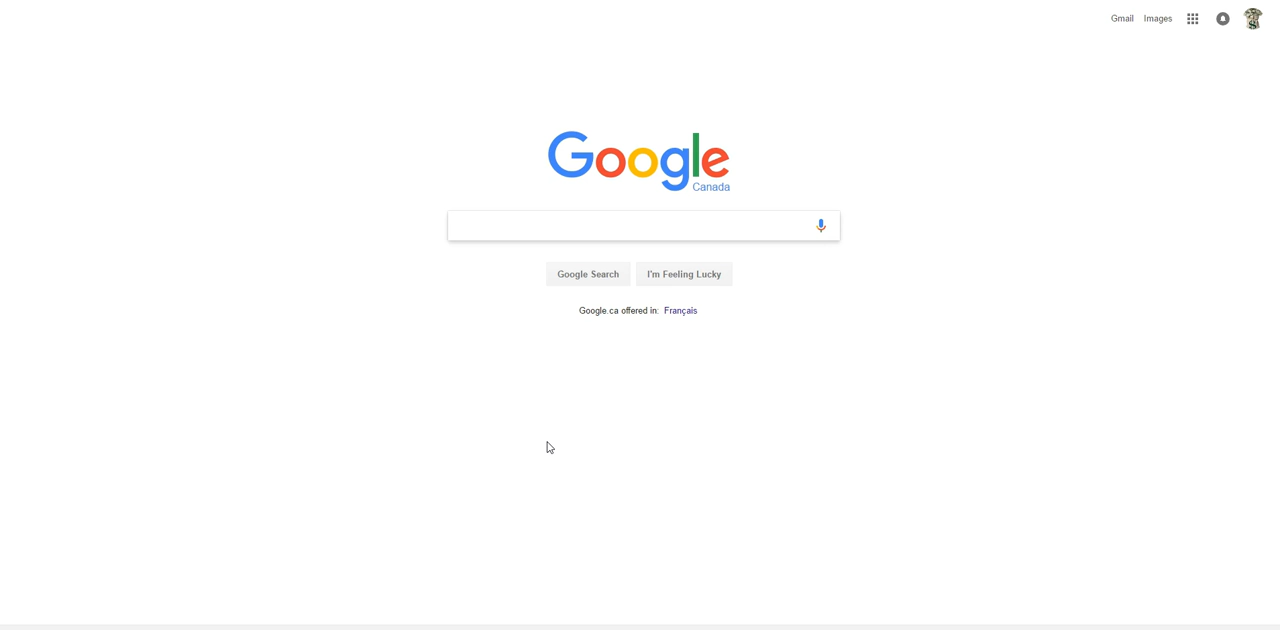 Gmail Images
Google
Canada
Google Search I'm Feeling Lucky
Google.ca offered in: Français